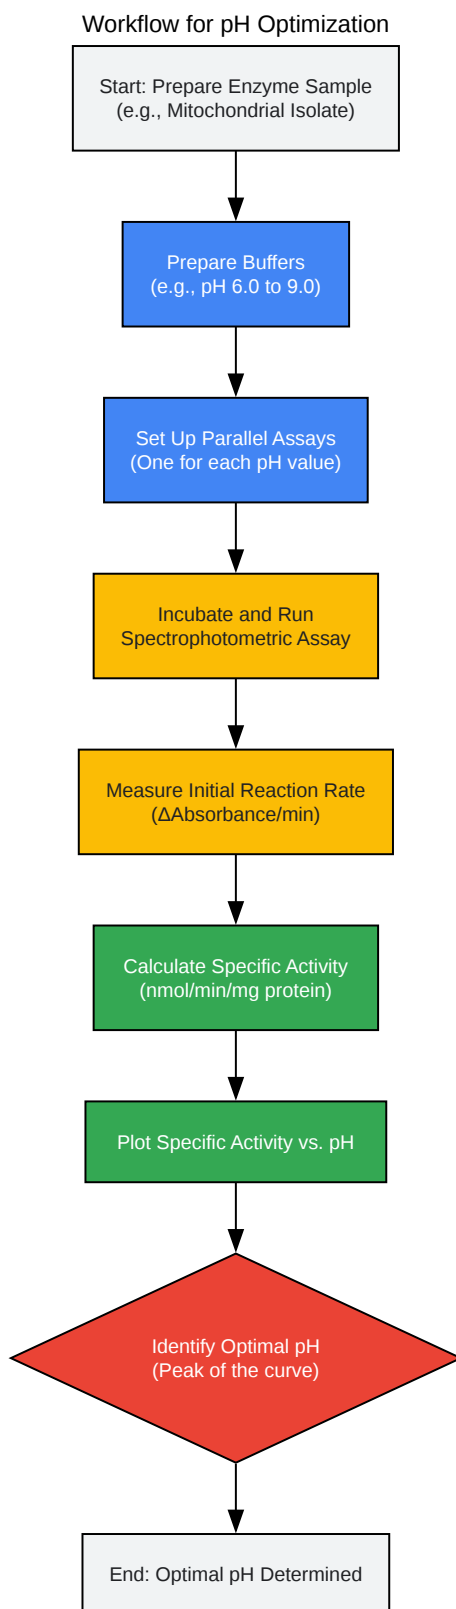 Workflow for pH Optimization
Start: Prepare Enzyme Sample
(e.g., Mitochondrial Isolate)
Prepare Buffers
(e.g., pH 6.0 to 9.0)
Set Up Parallel Assays
(One for each pH value)
Incubate and Run
Spectrophotometric Assay
Measure Initial Reaction Rate
(ΔAbsorbance/min)
Calculate Specific Activity
(nmol/min/mg protein)
Plot Specific Activity vs. pH
Identify Optimal pH
(Peak of the curve)
End: Optimal pH Determined